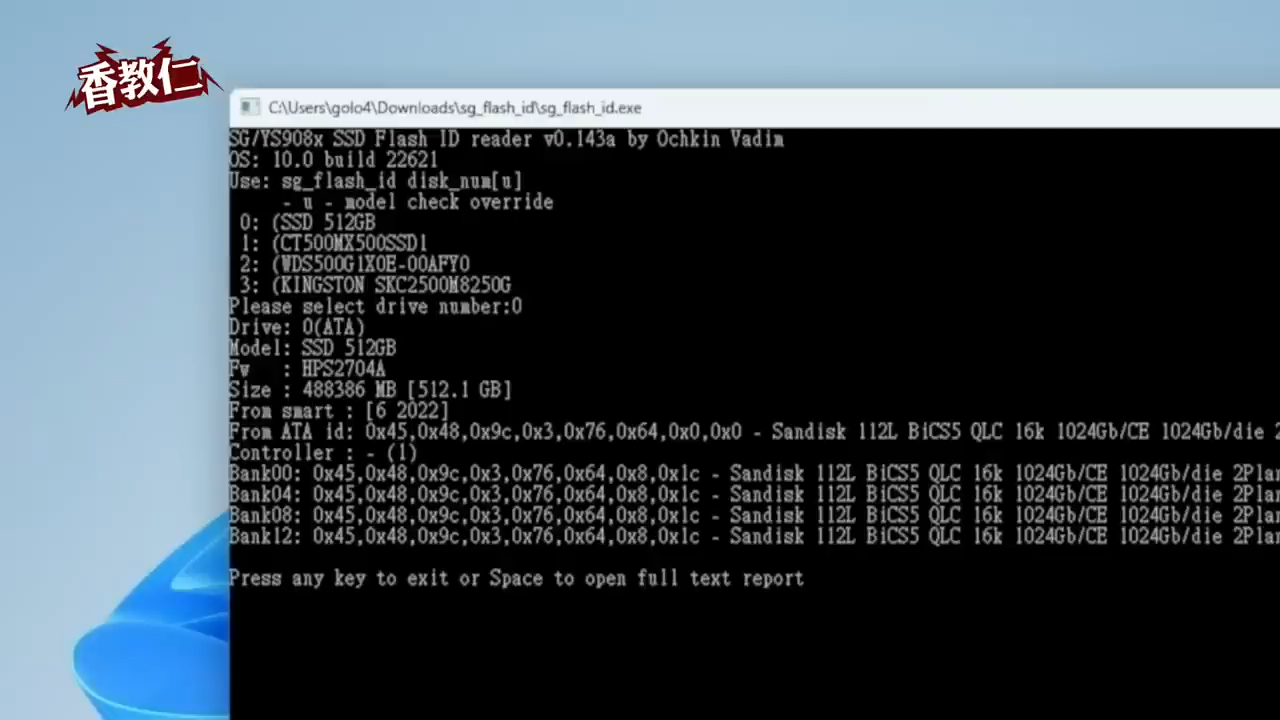 香教仁
C:\Users\golo4\Downloads\sg_flash_id\sg_flash_id.exe
SG/YS908x SSD Flash ID reader v0.143a by Ochkin Vadim
OS: 10.0 build 22621
Use: sg_flash_id disk_num[u]
- u - model check override
0: (SSD 512GB
1: (CT500MX500SSD1
2: (WDS500G1X0E-00AFY0
3: (KINGSTON SKC2500M8250G
Please select drive number:0
Drive: 0(ATA)
Model: SSD 512GB
Fw   : HPS2704A
Size : 488386 MB [512.1 GB]
From smart : [6 2022]
From ATA id: 0x45,0x48,0x9c,0x3,0x76,0x64,0x0,0x0 - Sandisk 112L BiCS5 QLC 16k 1024Gb/CE 1024Gb/die 2
Controller : - (1)
Bank00: 0x45,0x48,0x9c,0x3,0x76,0x64,0x8,0x1c - Sandisk 112L BiCS5 QLC 16k 1024Gb/CE 1024Gb/die 2Plan
Bank04: 0x45,0x48,0x9c,0x3,0x76,0x64,0x8,0x1c - Sandisk 112L BiCS5 QLC 16k 1024Gb/CE 1024Gb/die 2Plan
Bank08: 0x45,0x48,0x9c,0x3,0x76,0x64,0x8,0x1c - Sandisk 112L BiCS5 QLC 16k 1024Gb/CE 1024Gb/die 2Plan
Bank12: 0x45,0x48,0x9c,0x3,0x76,0x64,0x8,0x1c - Sandisk 112L BiCS5 QLC 16k 1024Gb/CE 1024Gb/die 2Plan
Press any key to exit or Space to open full text report